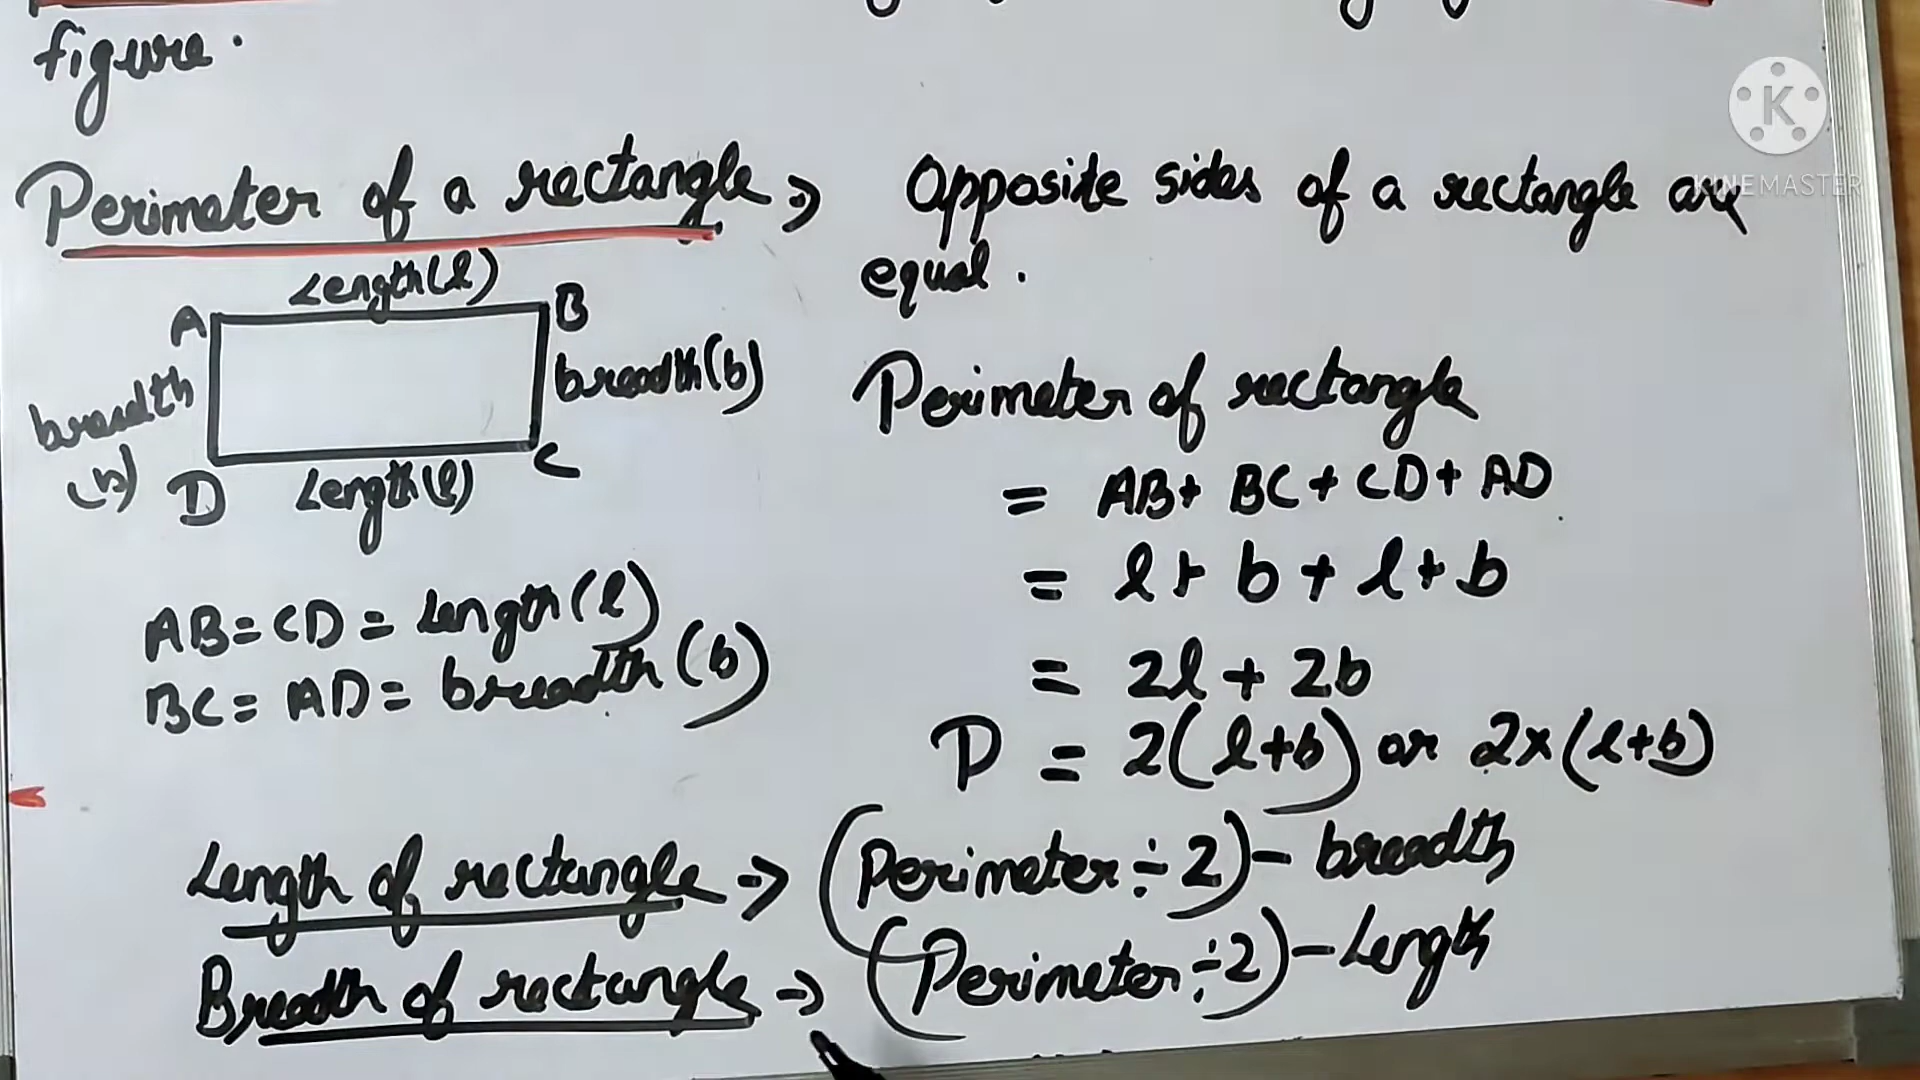 figure.
Perimeter of a rectangle → Opposite sides of a rectangle are
equal.
Length(l)
A B
breadth (b)
breadth(b)
D C
Length(l)
AB = CD = Length(l)
BC = AD = breadth (b)
Perimeter of rectangle
= AB + BC + CD + AD
= l + b + l + b
= 2l + 2b
P = 2(l+b) or 2×(l+b)
Length of rectangle → (Perimeter ÷ 2) – breadth
Breadth of rectangle → (Perimeter ÷ 2) – Length
K
KINEMASTER